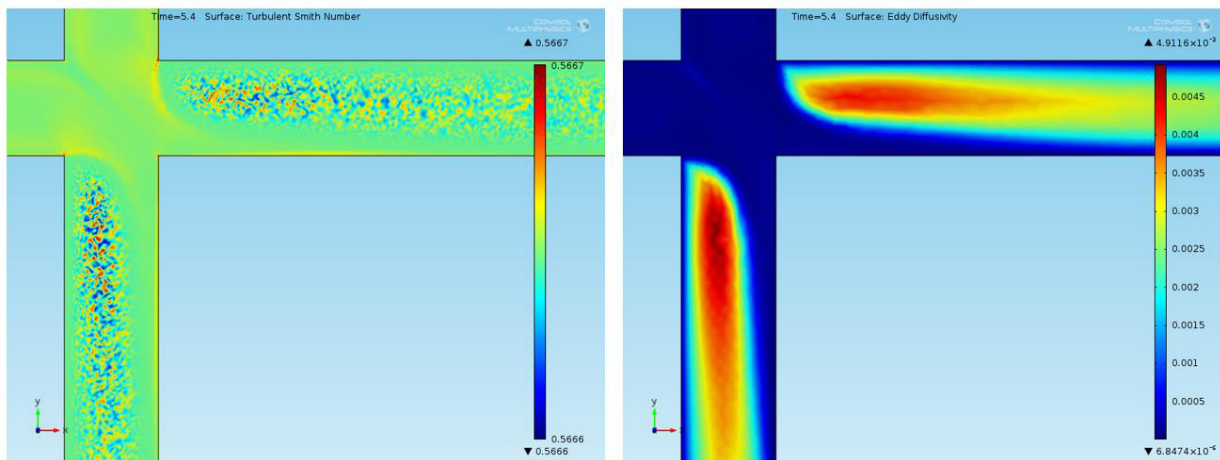 Time=5.4 Surface: Turbulent Smith Number
COMSOL
MULTIPHYSICS
▲ 0.5667
0.5667
0.5666
▼ 0.5666
y
x
Time=5.4 Surface: Eddy Diffusivity
COMSOL
MULTIPHYSICS
▲ 4.9116×10⁻³
0.0045
0.004
0.0035
0.003
0.0025
0.002
0.0015
0.001
0.0005
▼ 6.8474×10⁻⁶
y
x